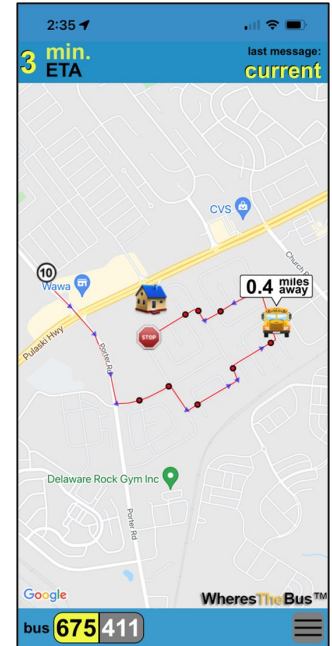 2:35
3 min.
ETA
last message:
current
CVS
Church R
10
Wawa
0.4 miles
away
STOP
Pulaski Hwy
Porter Rd
Delaware Rock Gym Inc
Porter Rd
Google
WheresTheBus™
bus 675 411